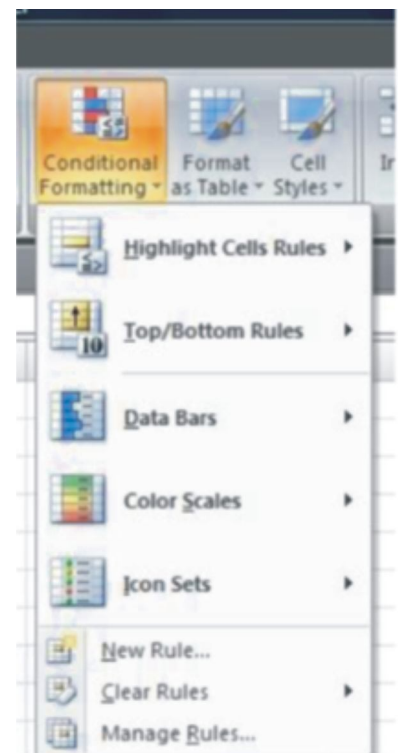 Conditional Format Cell
Formatting as Table Styles
Highlight Cells Rules
10
Top/Bottom Rules
Data Bars
Color Scales
Icon Sets
New Rule...
Clear Rules
Manage Rules...